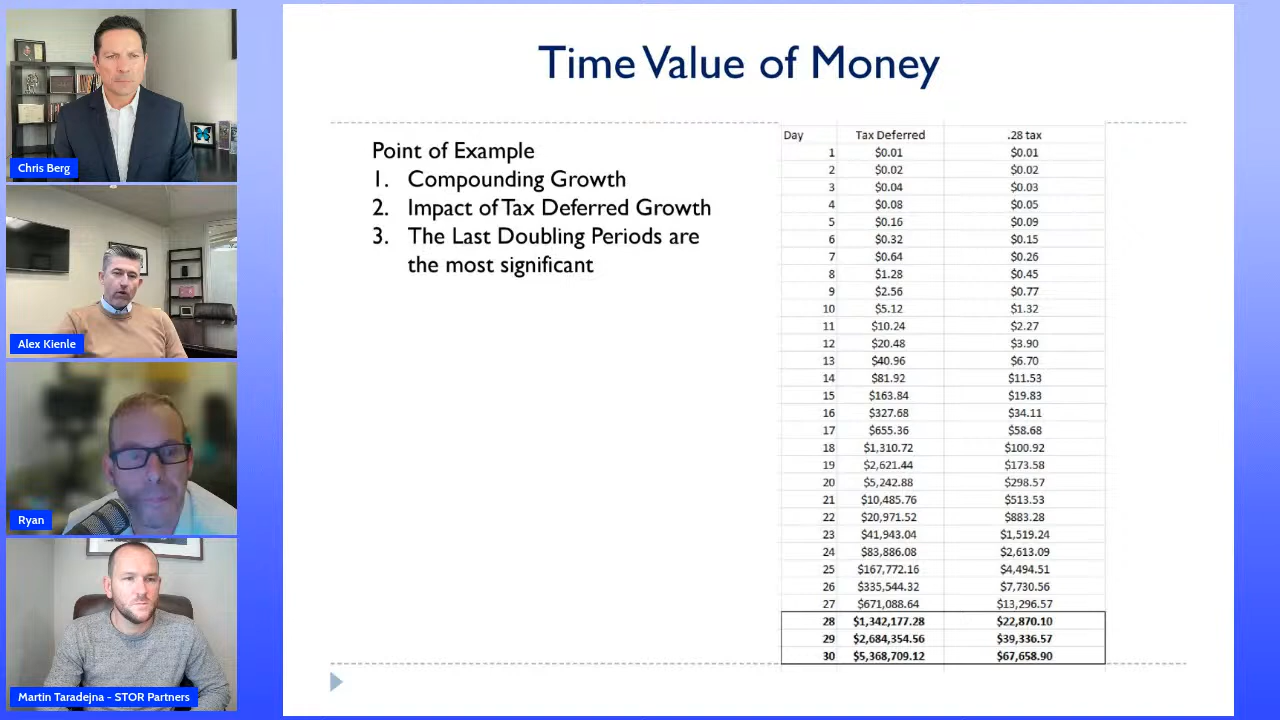 Chris Berg
Alex Kienle
Ryan
Martin Taradejna - STOR Partners
Time Value of Money
Point of Example
1. Compounding Growth
2. Impact of Tax Deferred Growth
3. The Last Doubling Periods are
the most significant
Day Tax Deferred .28 tax
1 $0.01 $0.01
2 $0.02 $0.02
3 $0.04 $0.03
4 $0.08 $0.05
5 $0.16 $0.09
6 $0.32 $0.15
7 $0.64 $0.26
8 $1.28 $0.45
9 $2.56 $0.77
10 $5.12 $1.32
11 $10.24 $2.27
12 $20.48 $3.90
13 $40.96 $6.70
14 $81.92 $11.53
15 $163.84 $19.83
16 $327.68 $34.11
17 $655.36 $58.68
18 $1,310.72 $100.92
19 $2,621.44 $173.58
20 $5,242.88 $298.57
21 $10,485.76 $513.53
22 $20,971.52 $883.28
23 $41,943.04 $1,519.24
24 $83,886.08 $2,613.09
25 $167,772.16 $4,494.51
26 $335,544.32 $7,730.56
27 $671,088.64 $13,296.57
28 $1,342,177.28 $22,870.10
29 $2,684,354.56 $39,336.57
30 $5,368,709.12 $67,658.90